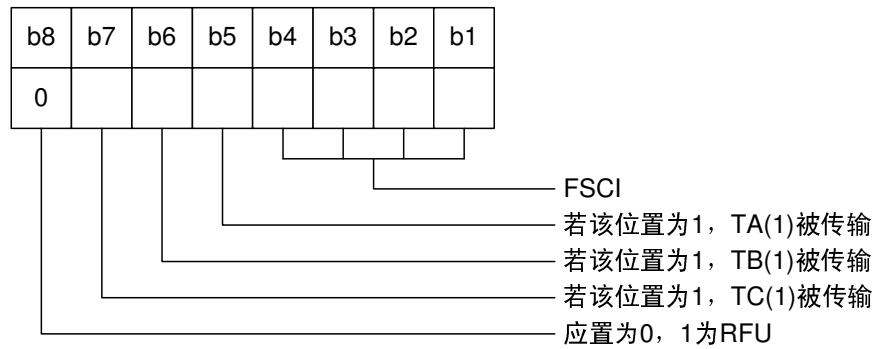 b8 b7 b6 b5 b4 b3 b2 b1
0
FSCI
若该位置为1，TA(1)被传输
若该位置为1，TB(1)被传输
若该位置为1，TC(1)被传输
应置为0，1为RFU